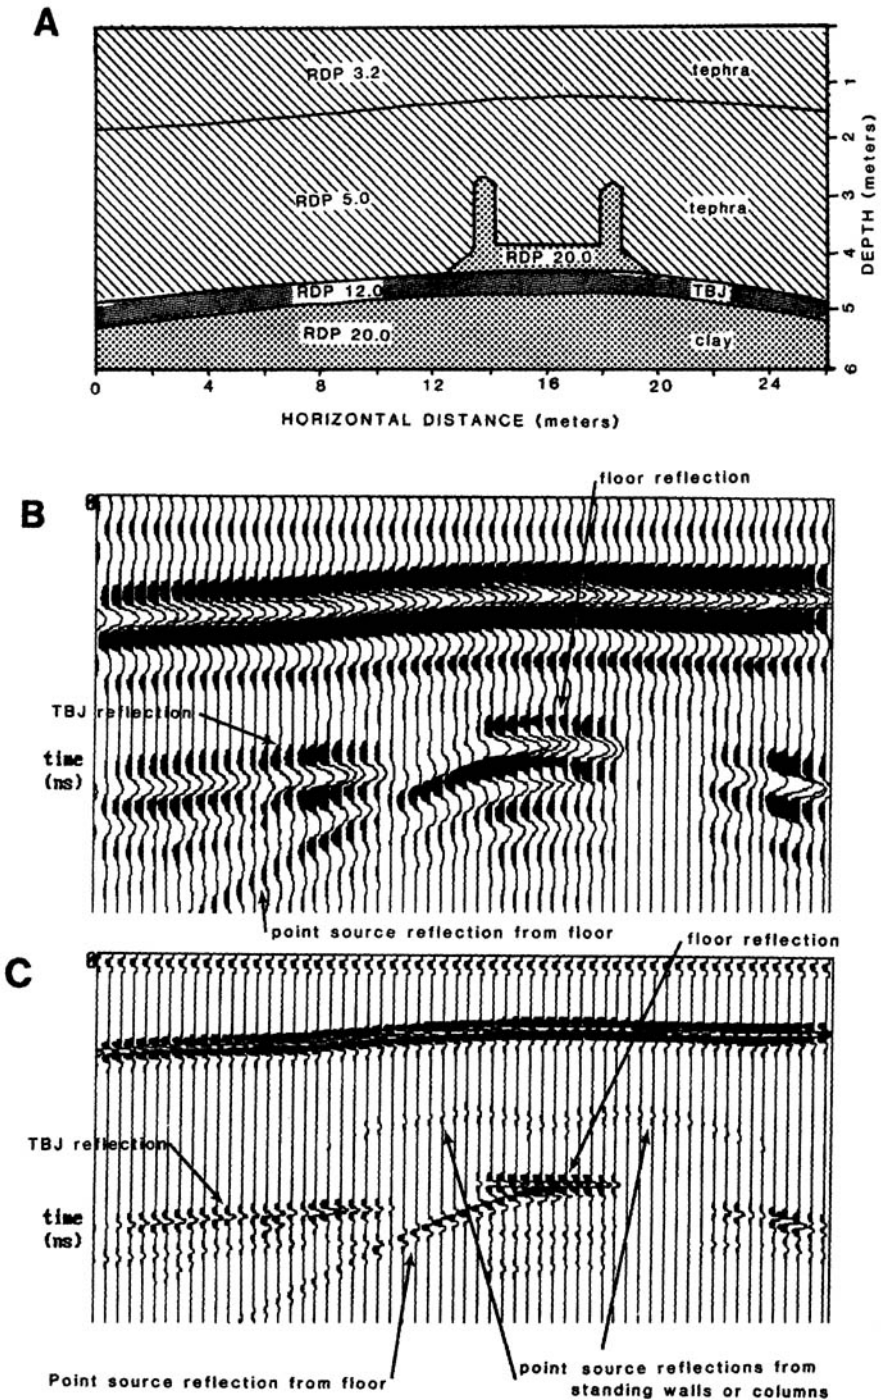 A
RDP 3.2
tephra
1
2
RDP 5.0
tephra
3
RDP 20.0
4
RDP 12.0
TBJ
5
RDP 20.0
clay
6
DEPTH (meters)
0 4 8 12 16 20 24
HORIZONTAL DISTANCE (meters)
floor reflection
B
0
TBJ reflection
time
(ns)
point source reflection from floor
floor reflection
C
0
TBJ reflection
time
(ns)
Point source reflection from floor
point source reflections from
standing walls or columns